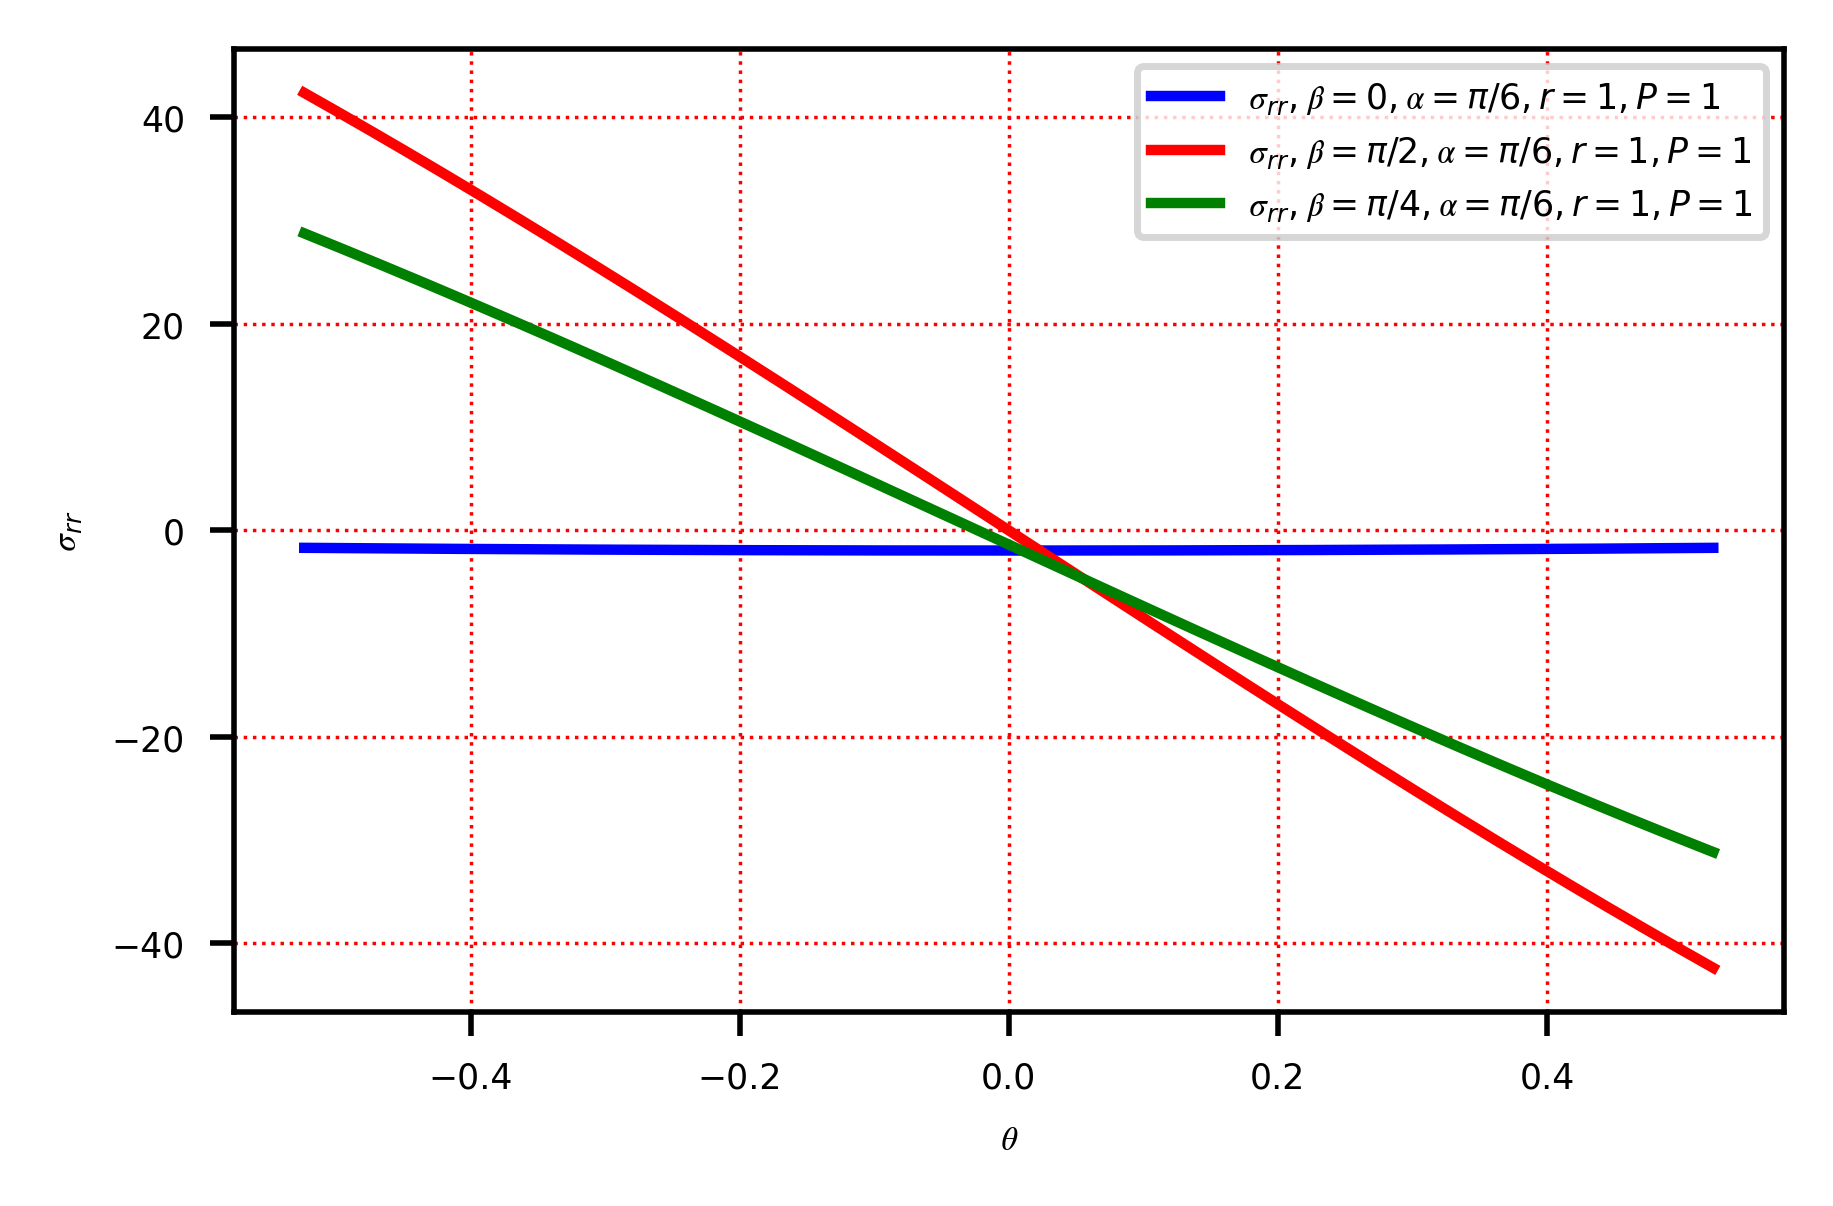 σrr, β = 0, α = π/6, r = 1, P = 1
σrr, β = π/2, α = π/6, r = 1, P = 1
σrr, β = π/4, α = π/6, r = 1, P = 1
40
20
0
−20
−40
σrr
−0.4 −0.2 0.0 0.2 0.4
θ